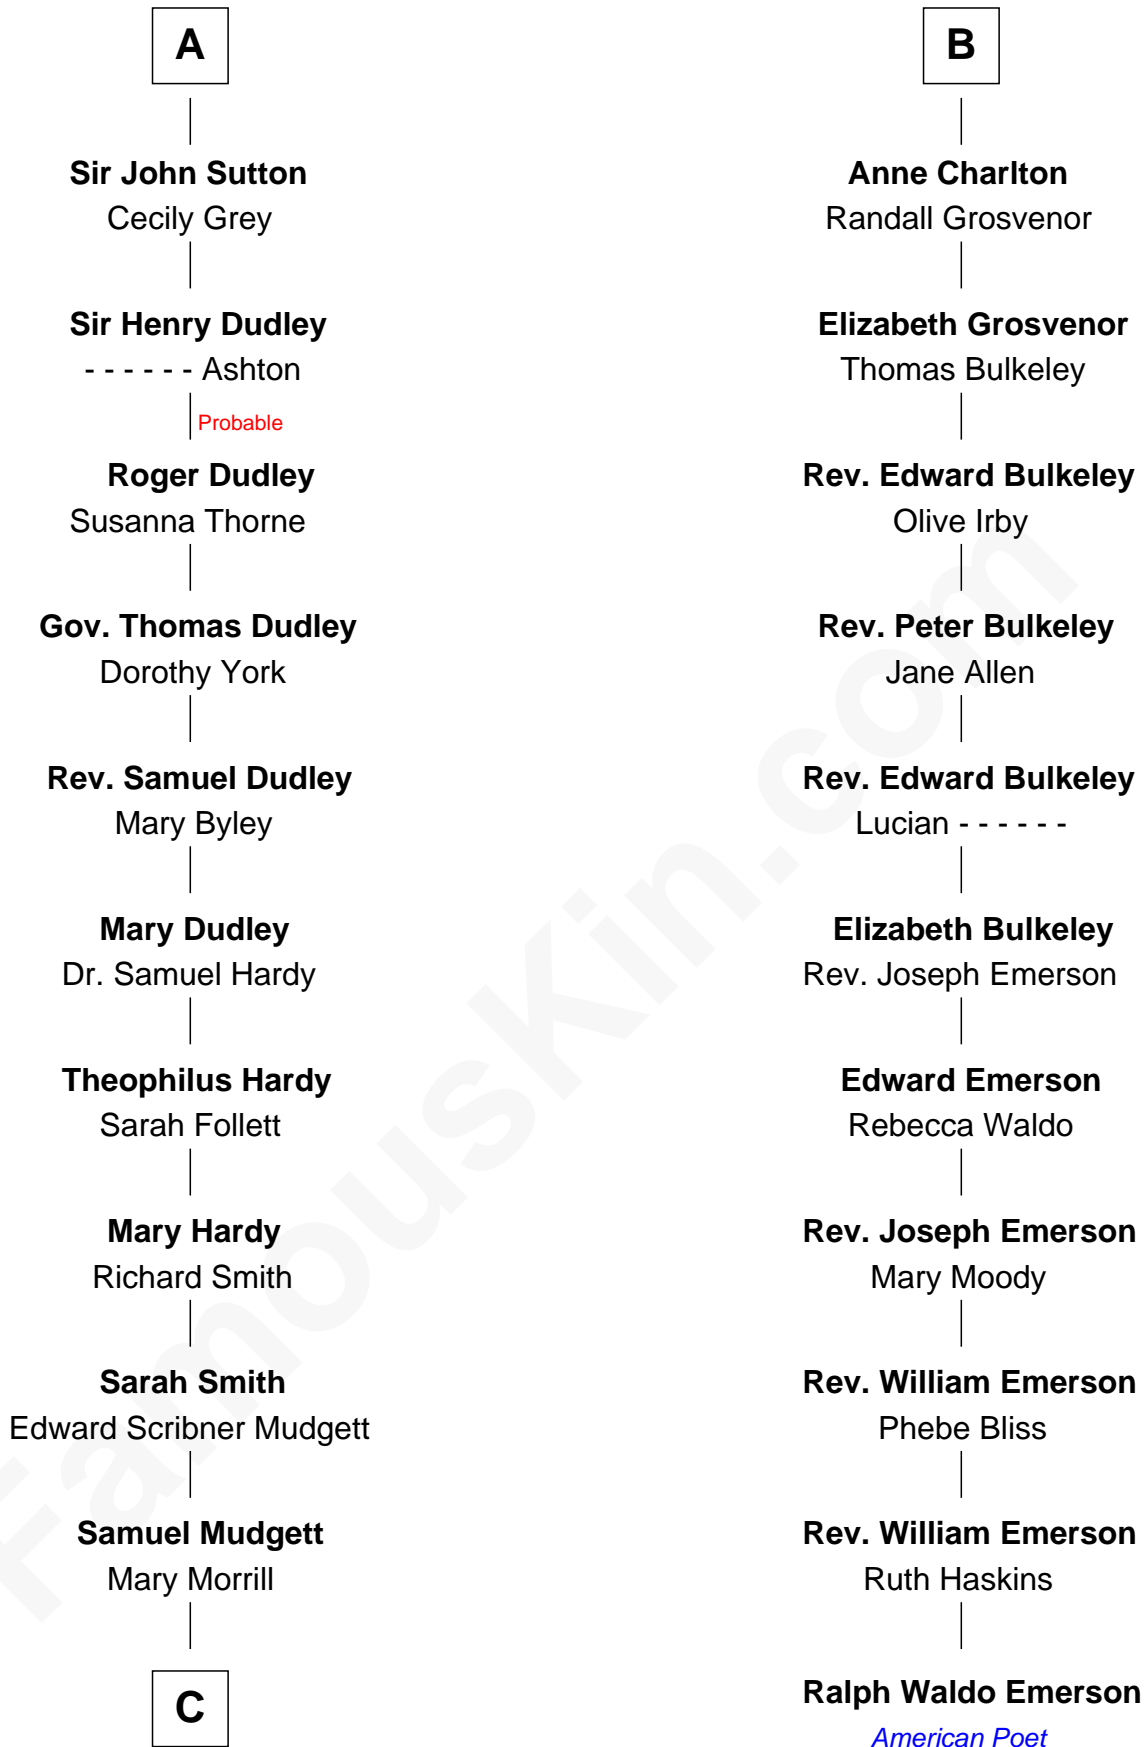 A
Sir John Sutton
Cecily Grey
Sir Henry Dudley
- - - - - - Ashton
Probable
Roger Dudley
Susanna Thorne
Gov. Thomas Dudley
Dorothy York
Rev. Samuel Dudley
Mary Byley
Mary Dudley
Dr. Samuel Hardy
Theophilus Hardy
Sarah Follett
Mary Hardy
Richard Smith
Sarah Smith
Edward Scribner Mudgett
Samuel Mudgett
Mary Morrill
C
B
Anne Charlton
Randall Grosvenor
Elizabeth Grosvenor
Thomas Bulkeley
Rev. Edward Bulkeley
Olive Irby
Rev. Peter Bulkeley
Jane Allen
Rev. Edward Bulkeley
Lucian - - - - - -
Elizabeth Bulkeley
Rev. Joseph Emerson
Edward Emerson
Rebecca Waldo
Rev. Joseph Emerson
Mary Moody
Rev. William Emerson
Phebe Bliss
Rev. William Emerson
Ruth Haskins
Ralph Waldo Emerson
American Poet
FamousKin.com